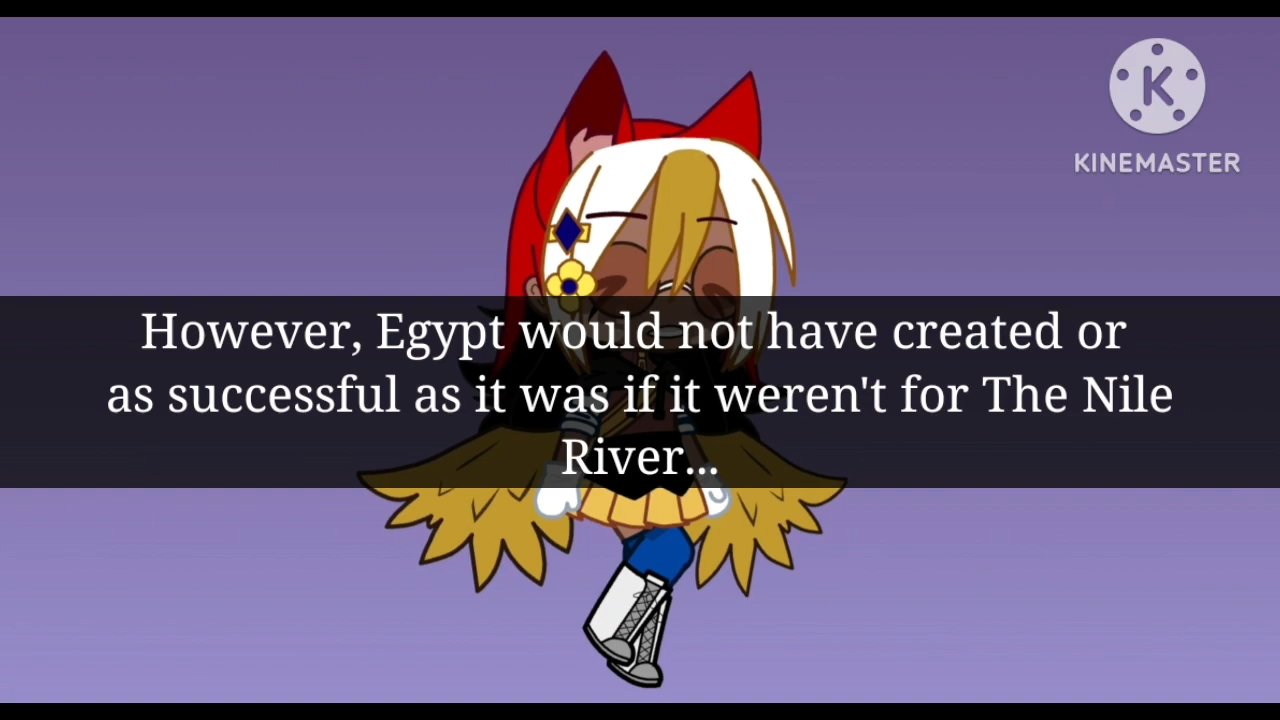 K
KINEMASTER
However, Egypt would not have created or
as successful as it was if it weren't for The Nile
River...